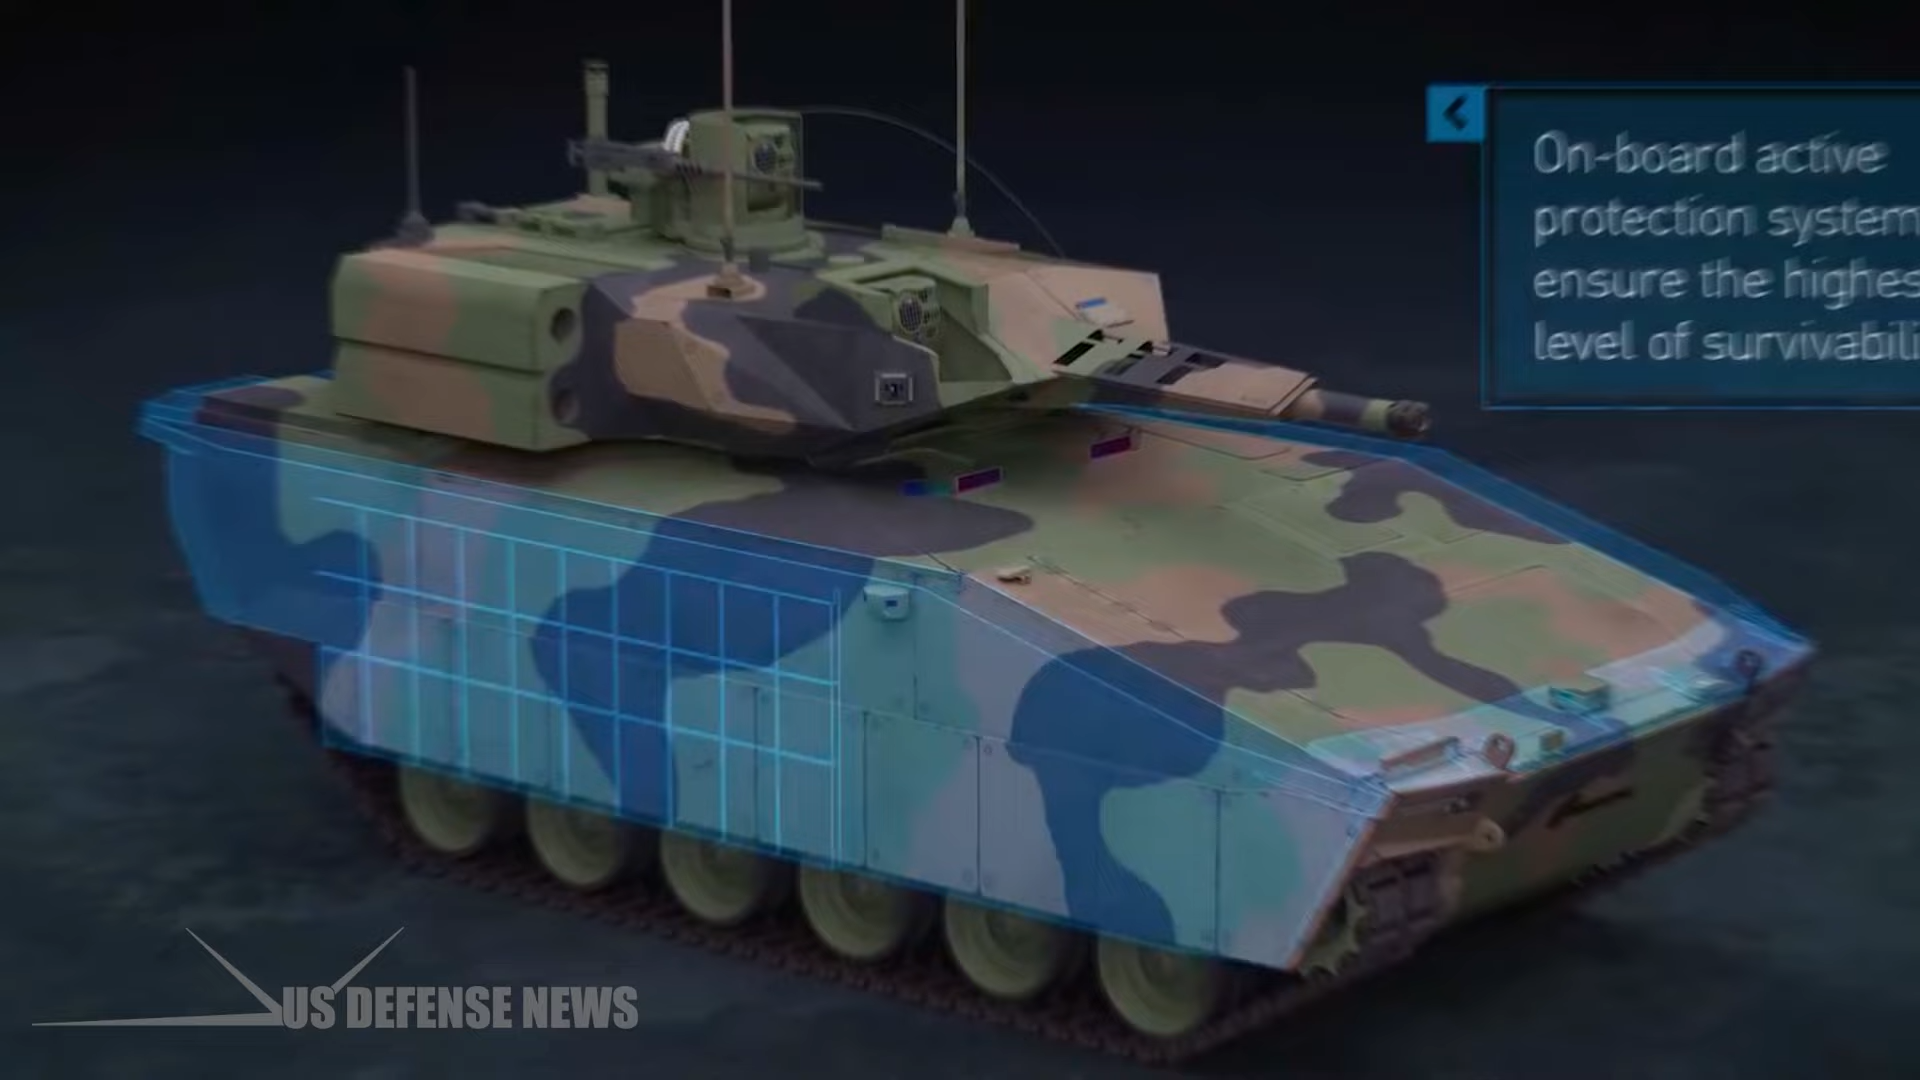 On-board active
protection system
ensure the highes
level of survivabili
US DEFENSE NEWS